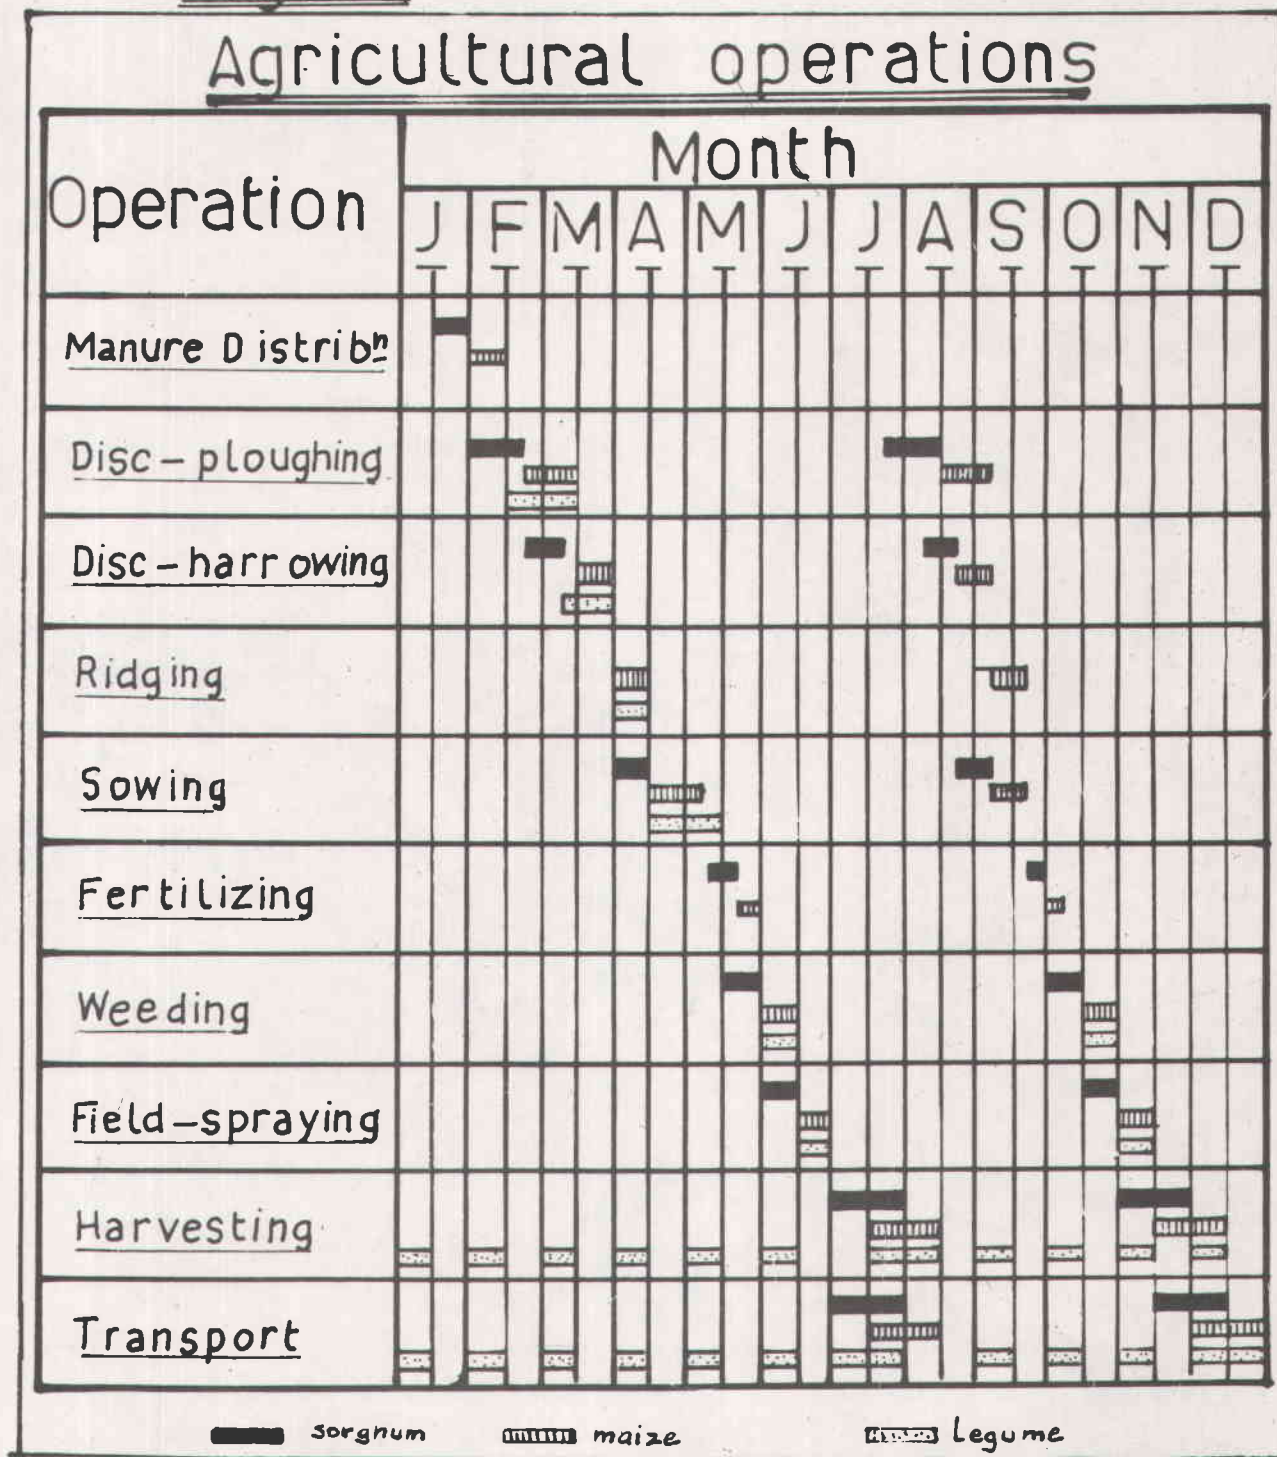 Agricultural operations
Operation
Month
J F M A M J J A S O N D
Manure Distribⁿ
Disc-ploughing
Disc-harrowing
Ridging
Sowing
Fertilizing
Weeding
Field-spraying
Harvesting
Transport
sorgnum maize Legume